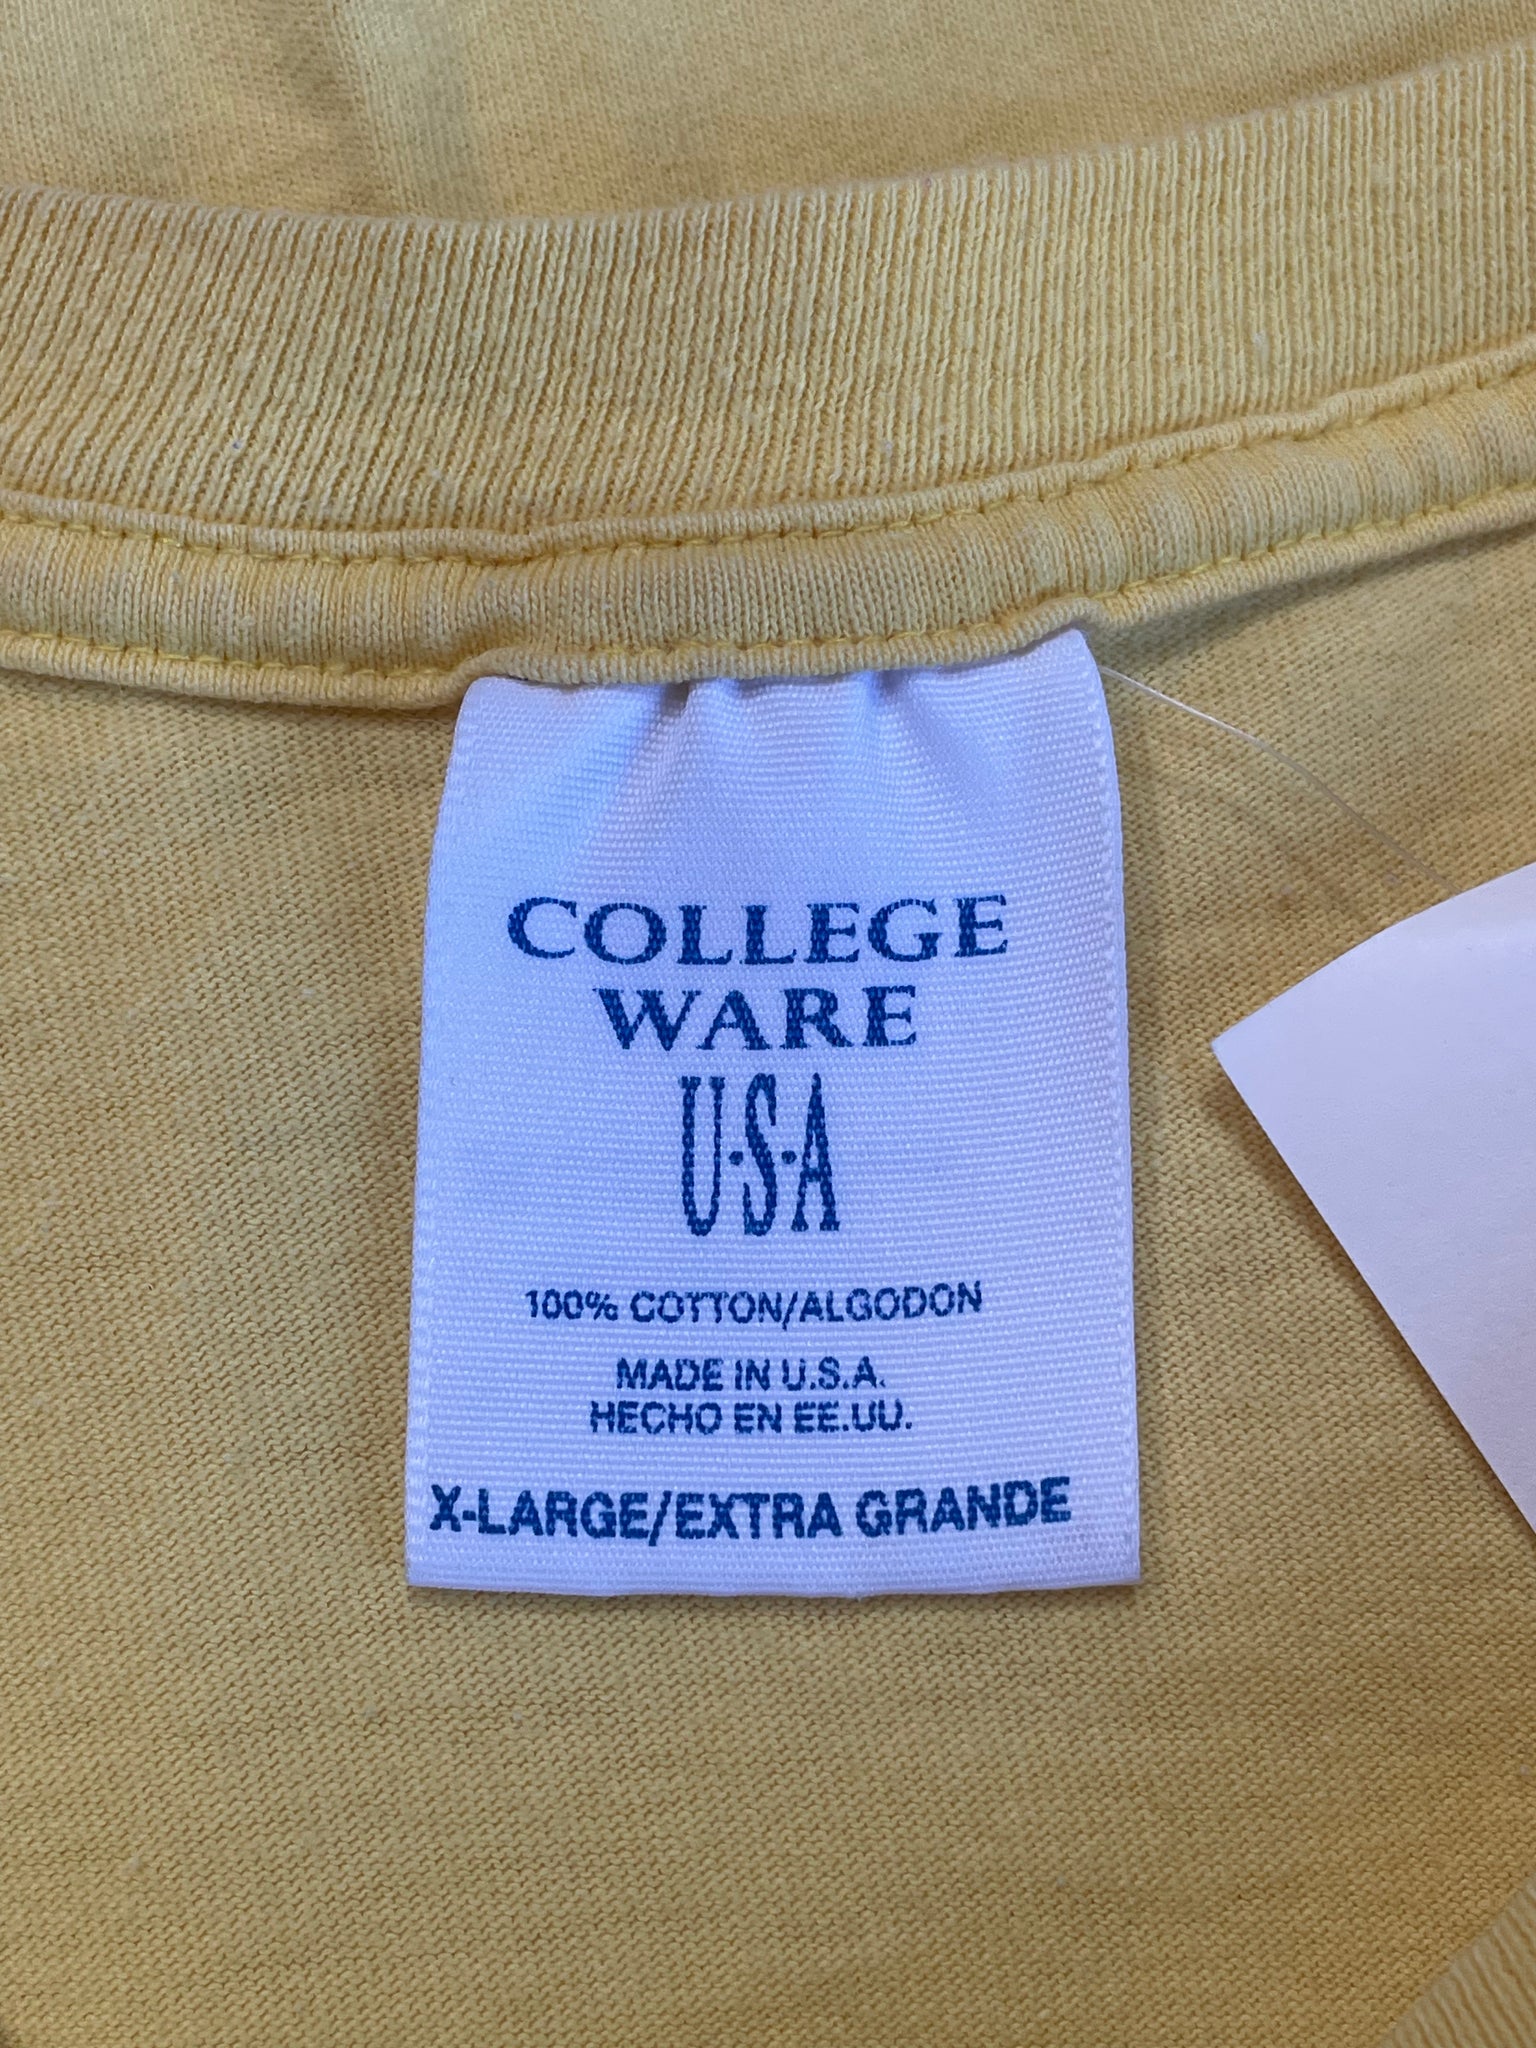 COLLEGE
WARE
U·S·A
100% COTTON/ALGODON
MADE IN U.S.A.
HECHO EN EE.UU.
X-LARGE/EXTRA GRANDE